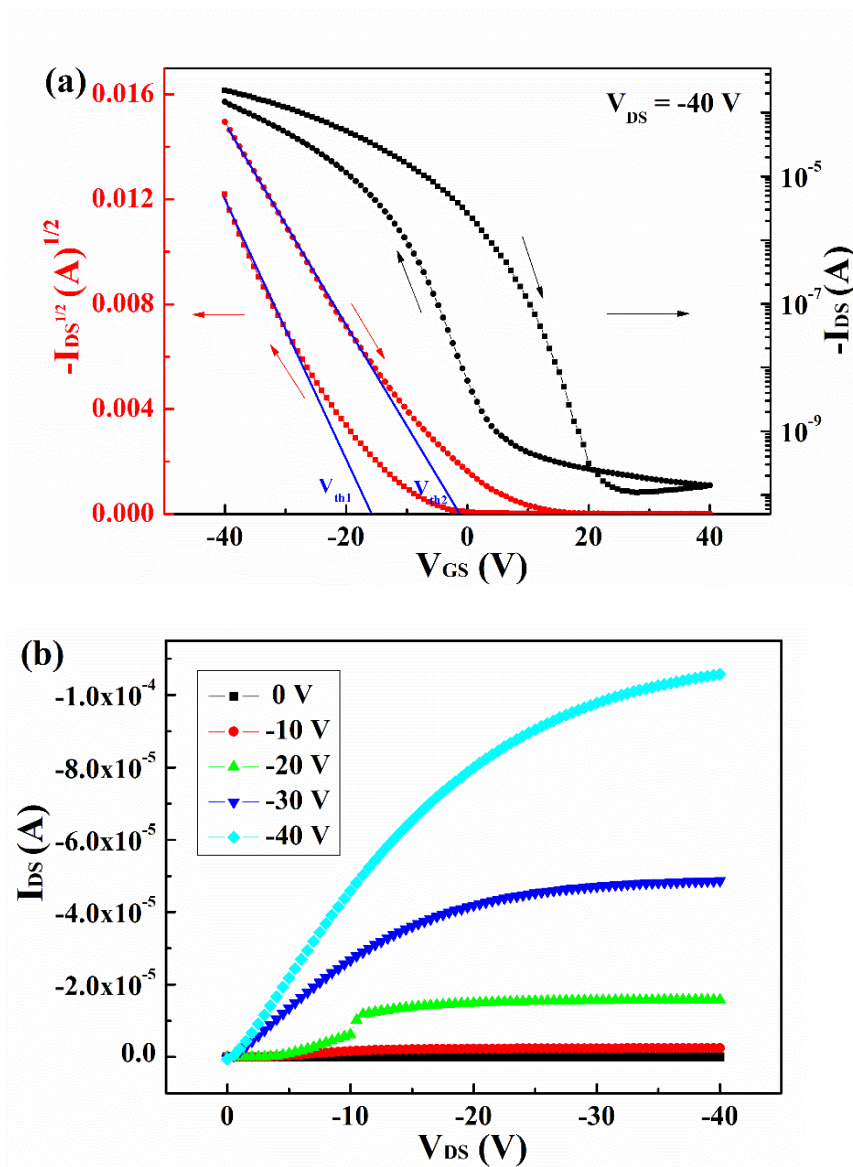 (a)
V_DS = -40 V
0.016
0.012
0.008
0.004
0.000
-I_DS^1/2 (A)^1/2
10^-5
10^-7
10^-9
-I_DS (A)
V_th1
V_th2
-40
-20
0
20
40
V_GS (V)
(b)
0 V
-10 V
-20 V
-30 V
-40 V
-1.0x10^-4
-8.0x10^-5
-6.0x10^-5
-4.0x10^-5
-2.0x10^-5
0.0
I_DS (A)
0
-10
-20
-30
-40
V_DS (V)